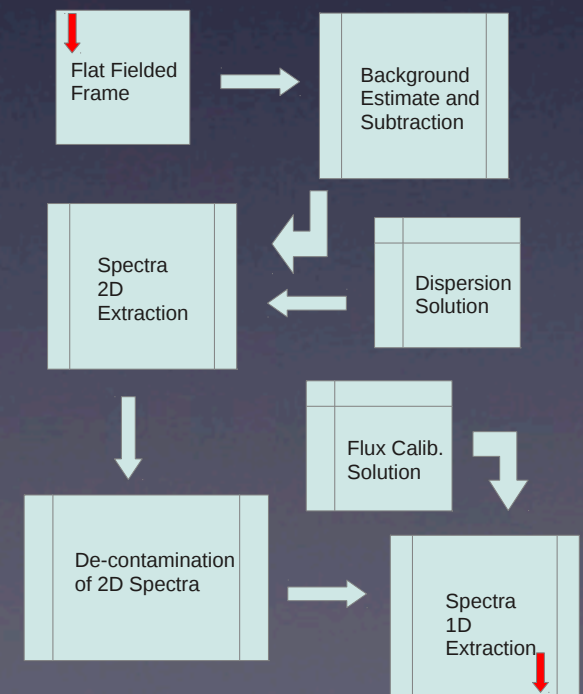 Flat Fielded
Frame
Background
Estimate and
Subtraction
Spectra
2D
Extraction
Dispersion
Solution
Flux Calib.
Solution
De-contamination
of 2D Spectra
Spectra
1D
Extraction